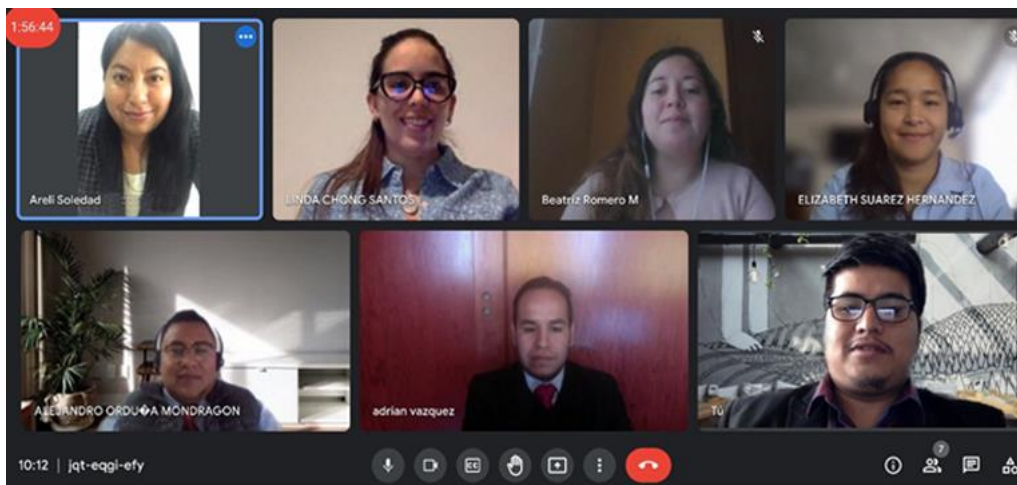 1:56:44
Areli Soledad
LINDA CHONG SANTOS
Beatriz Romero M
ELIZABETH SUAREZ HERNANDEZ
ALEJANDRO ORDU�A MONDRAGON
adrian vazquez
Tú
10:12 | jqt-eqgi-efy
CC
7